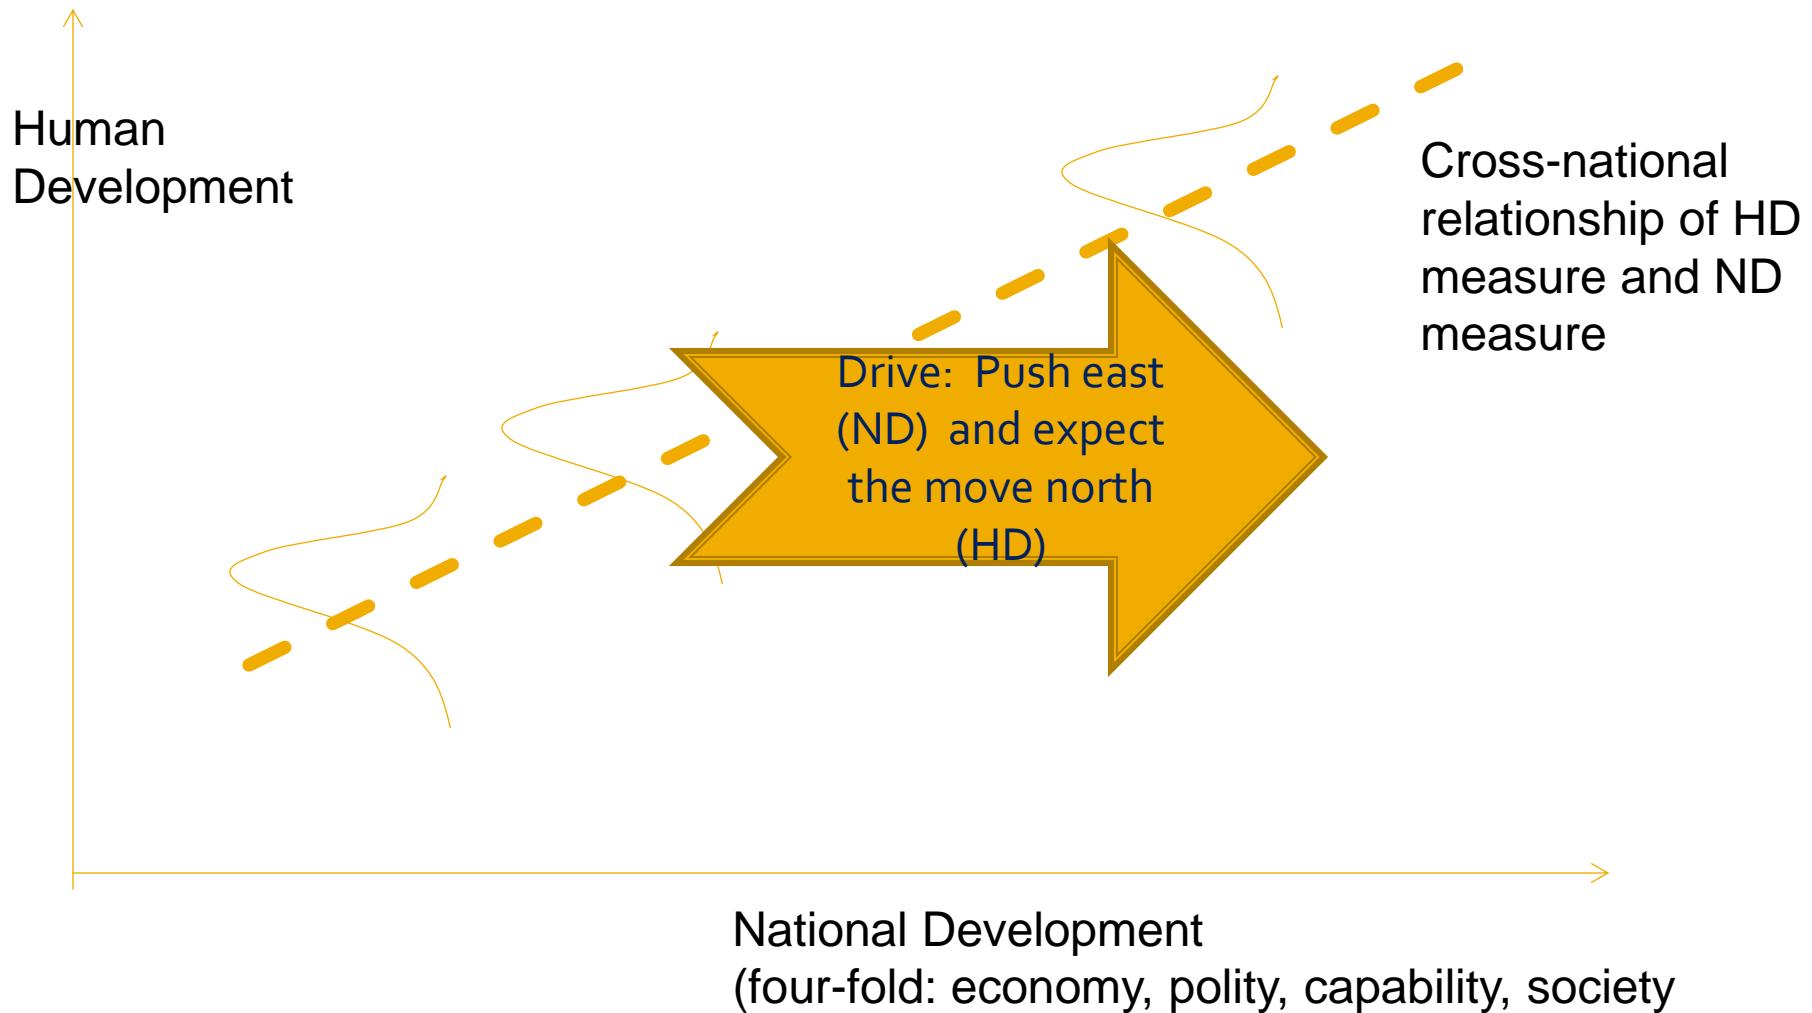 Human
Development
Cross-national
relationship of HD
measure and ND
measure
Drive:  Push east
(ND)  and expect
the move north
(HD)
National Development
(four-fold: economy, polity, capability, society